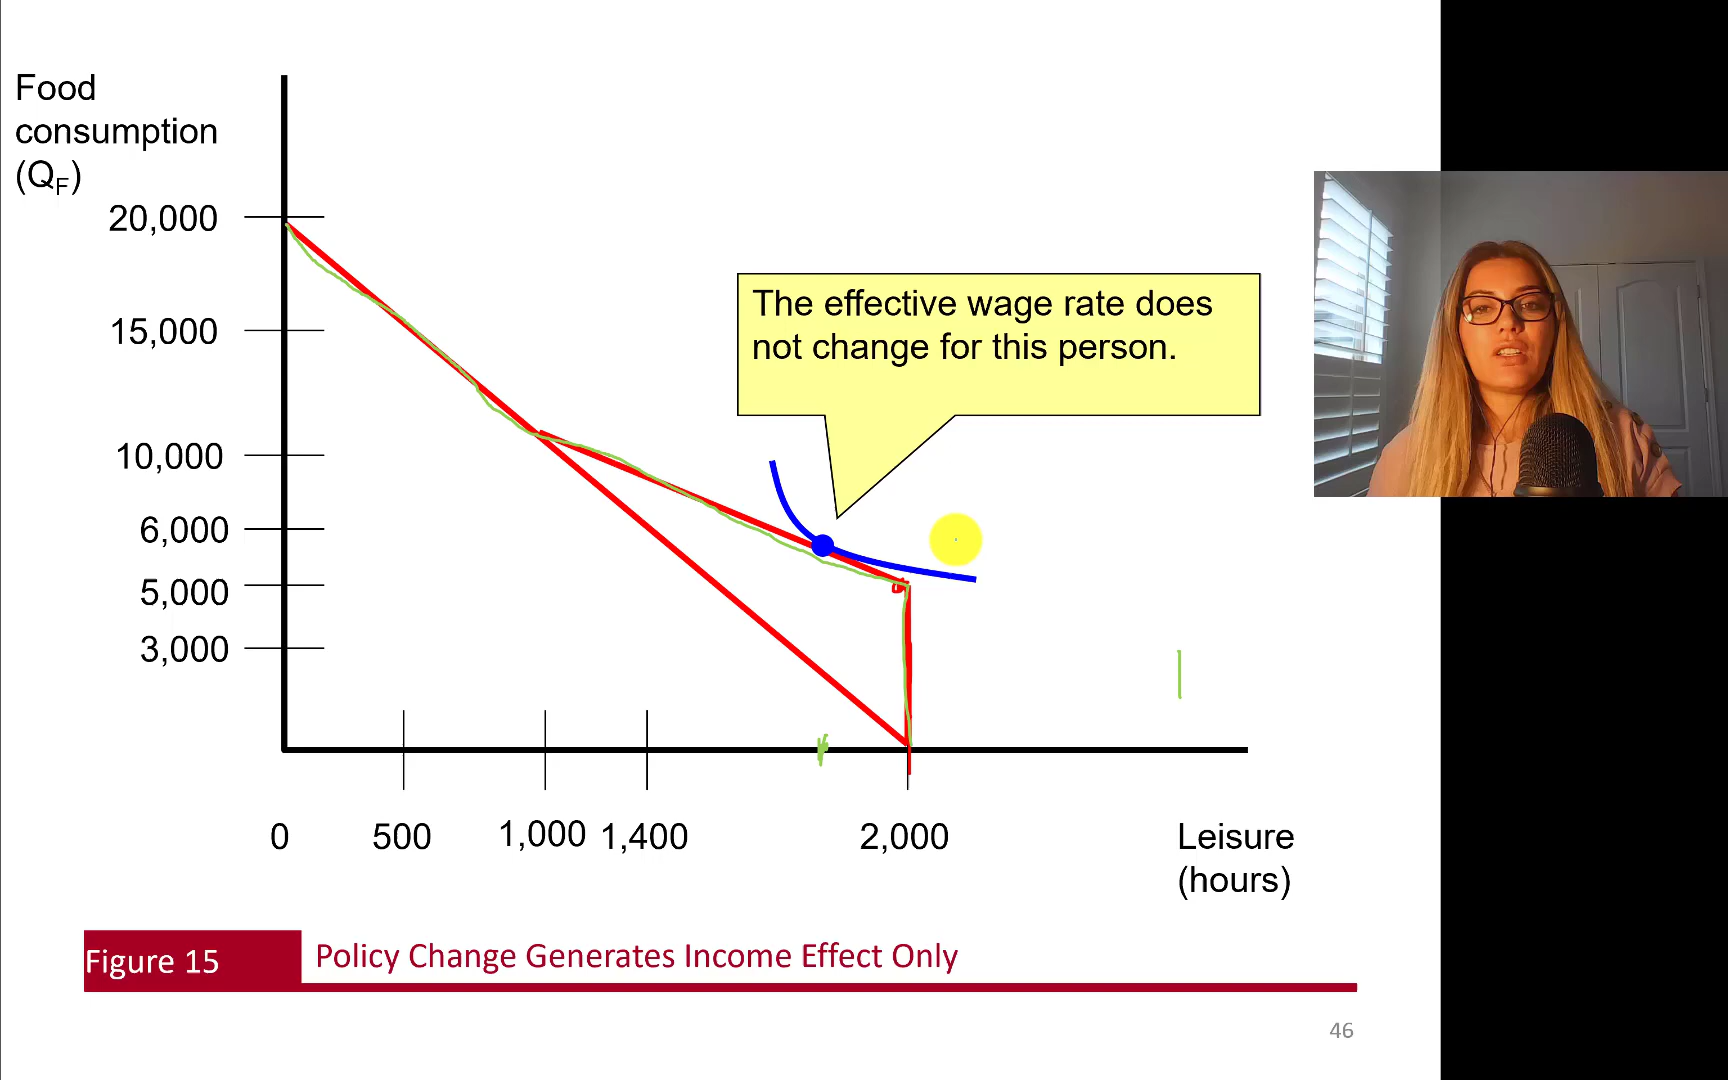 Food
consumption
(QF)
20,000
15,000
10,000
6,000
5,000
3,000
The effective wage rate does
not change for this person.
0 500 1,000 1,400 2,000 Leisure
(hours)
Figure 15 Policy Change Generates Income Effect Only
46